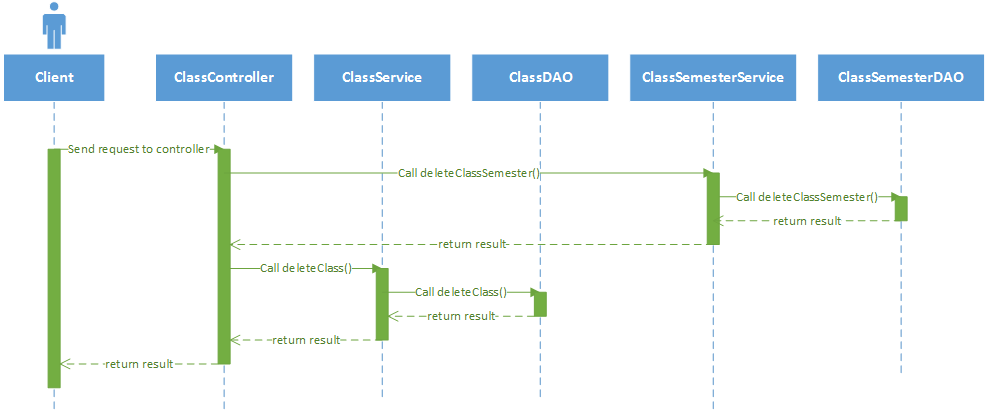 Client
ClassController
ClassService
ClassDAO
ClassSemesterService
ClassSemesterDAO
Send request to controller
Call deleteClassSemester()
Call deleteClassSemester()
return result
return result
Call deleteClass()
Call deleteClass()
return result
return result
return result